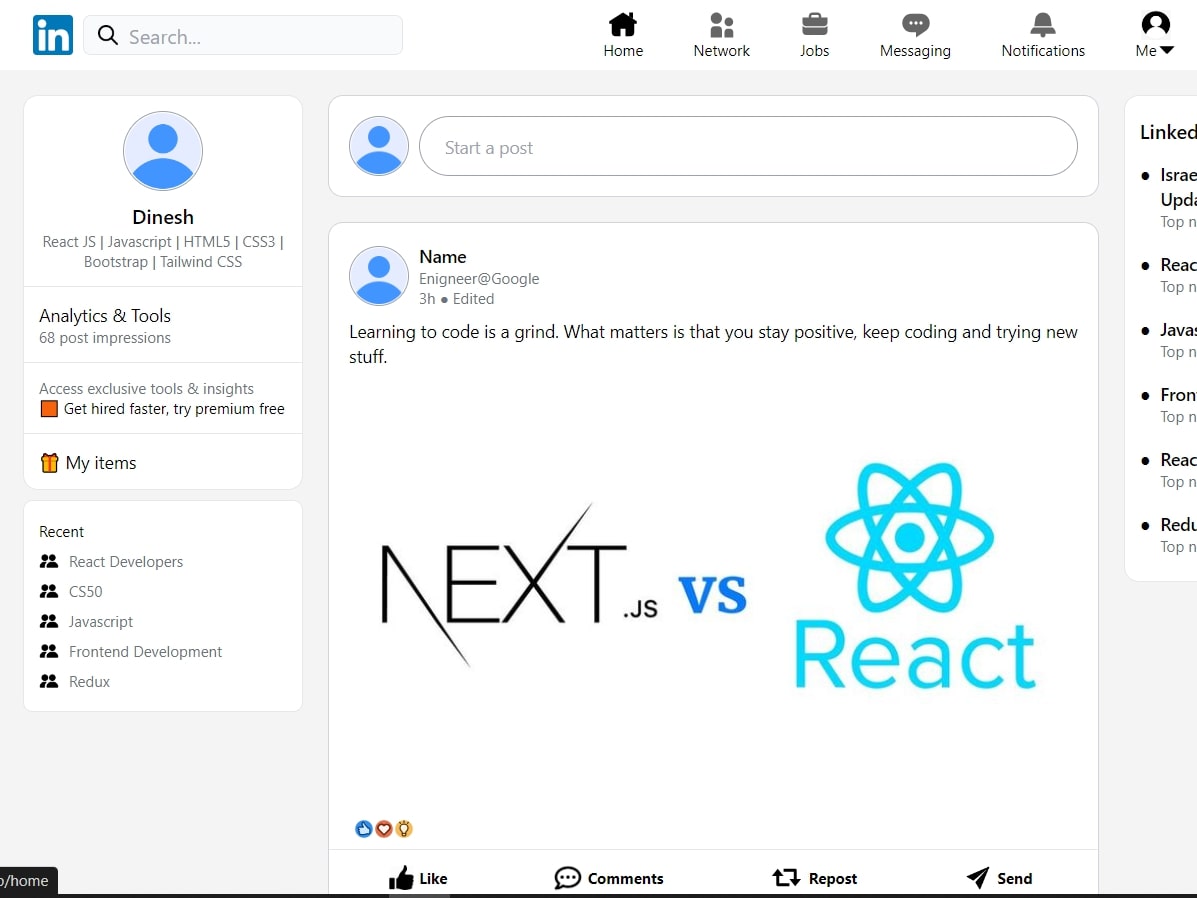 in
Search...
Home
Network
Jobs
Messaging
Notifications
Me
Dinesh
React JS | Javascript | HTML5 | CSS3 |
Bootstrap | Tailwind CSS
Analytics & Tools
68 post impressions
Access exclusive tools & insights
Get hired faster, try premium free
My items
Recent
React Developers
CS50
Javascript
Frontend Development
Redux
Start a post
Name
Enigneer@Google
3h ● Edited
Learning to code is a grind. What matters is that you stay positive, keep coding and trying new
stuff.
NEXT.JS vs React
Like
Comments
Repost
Send
Linked
Israe
Upda
Top n
Reac
Top n
Javas
Top n
Fron
Top n
Reac
Top n
Redu
Top n
/home